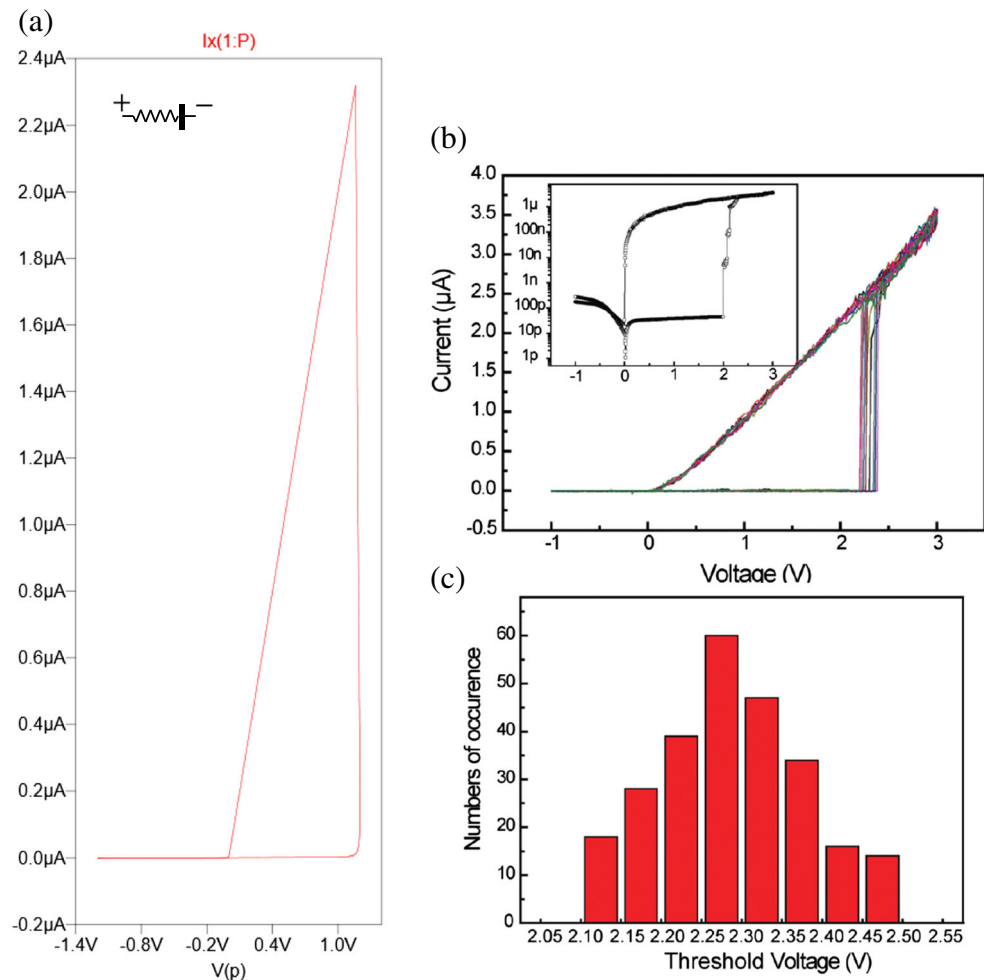 (a)
Ix(1:P)
2.4µA
2.2µA
2.0µA
1.8µA
1.6µA
1.4µA
1.2µA
1.0µA
0.8µA
0.6µA
0.4µA
0.2µA
0.0µA
-0.2µA
-1.4V -0.8V -0.2V 0.4V 1.0V
V(p)
+ −
(b)
4.0
3.5
3.0
2.5
2.0
1.5
1.0
0.5
0.0
-0.5
Current (µA)
1µ
100n
10n
1n
100p
10p
1p
-1 0 1 2 3
-1 0 1 2 3
Voltage (V)
(c)
60
50
40
30
20
10
0
Numbers of occurence
2.05 2.10 2.15 2.20 2.25 2.30 2.35 2.40 2.45 2.50 2.55
Threshold Voltage (V)